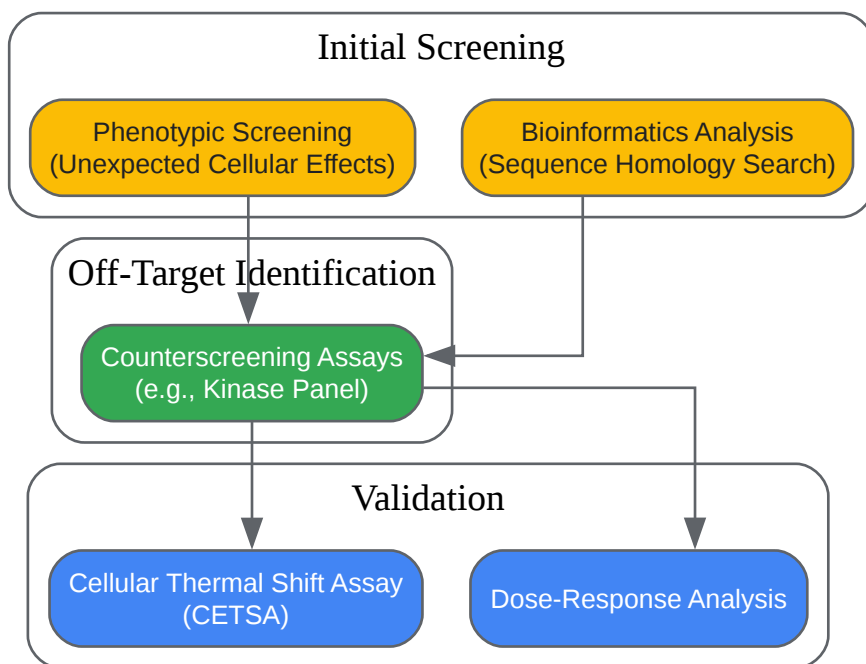 Initial Screening
Phenotypic Screening
(Unexpected Cellular Effects)
Bioinformatics Analysis
(Sequence Homology Search)
Off-Target Identification
Counterscreening Assays
(e.g., Kinase Panel)
Validation
Cellular Thermal Shift Assay
(CETSA)
Dose-Response Analysis